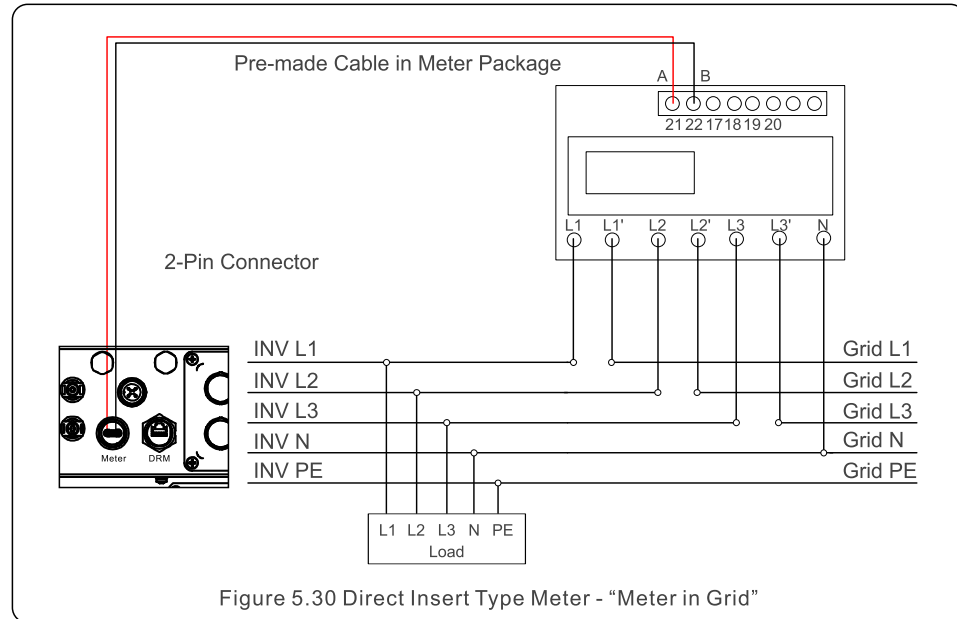 Pre-made Cable in Meter Package
A B
21 22 17 18 19 20
L1 L1' L2 L2' L3 L3' N
2-Pin Connector
INV L1 Grid L1
INV L2 Grid L2
INV L3 Grid L3
INV N Grid N
INV PE Grid PE
Meter DRM
L1 L2 L3 N PE
Load
Figure 5.30 Direct Insert Type Meter - “Meter in Grid”